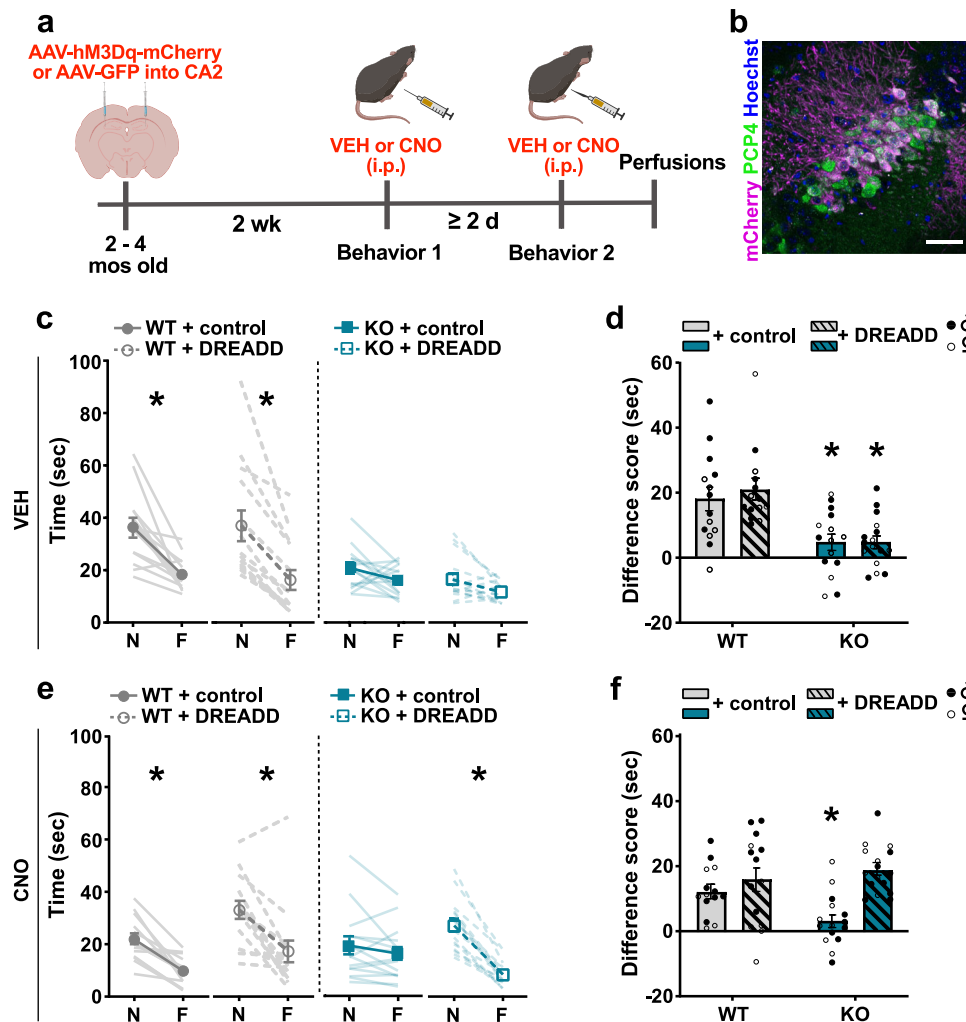 a
AAV-hM3Dq-mCherry
or AAV-GFP into CA2
VEH or CNO
(i.p.)
VEH or CNO
(i.p.)
Perfusions
2 wk
≥ 2 d
2 - 4
mos old
Behavior 1
Behavior 2
b
mCherry PCP4 Hoechst
VEH
c
WT + control
WT + DREADD
KO + control
KO + DREADD
Time (sec)
100
80
60
40
20
0
*
*
N F N F N F N F
d
+ control
+ DREADD
Difference score (sec)
60
40
20
0
-20
*
*
WT KO
CNO
e
WT + control
WT + DREADD
KO + control
KO + DREADD
Time (sec)
100
80
60
40
20
0
*
*
*
N F N F N F N F
f
+ control
+ DREADD
Difference score (sec)
60
40
20
0
-20
*
WT KO